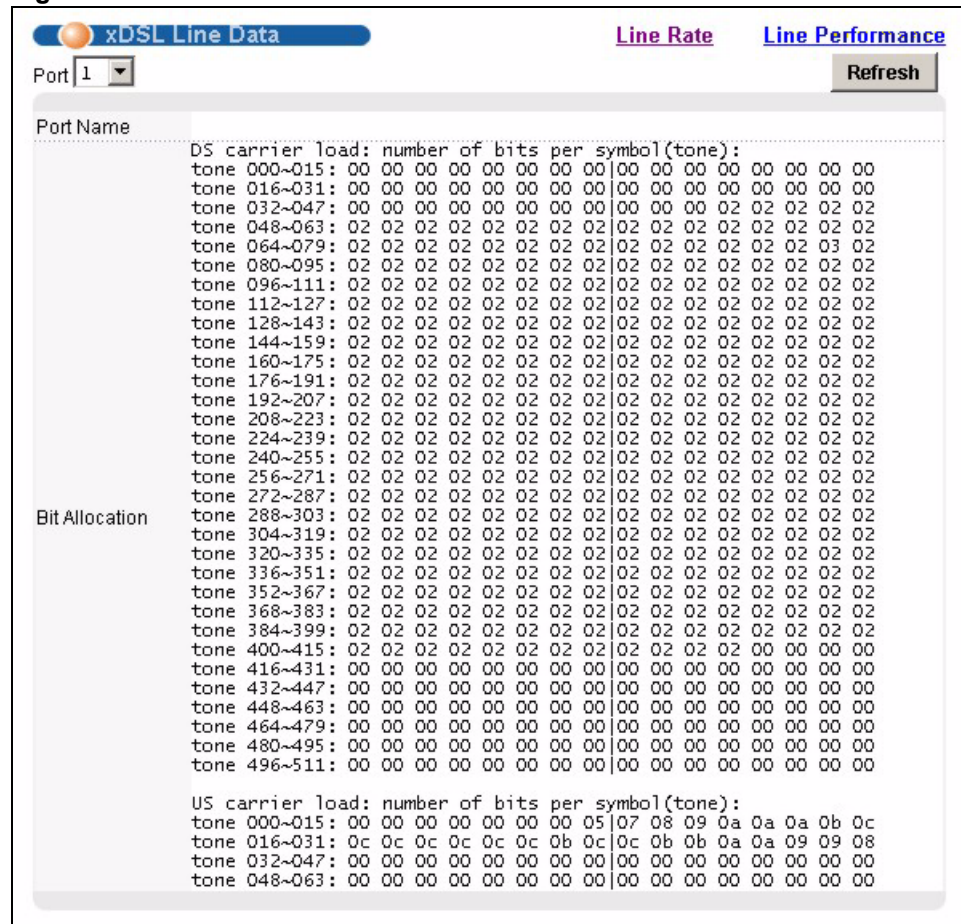 xDSL Line Data Line Rate Line Performance
Port 1 Refresh
Port Name
Bit Allocation
DS carrier load: number of bits per symbol(tone):
tone 000~015: 00 00 00 00 00 00 00 00|00 00 00 00 00 00 00 00
tone 016~031: 00 00 00 00 00 00 00 00|00 00 00 00 00 00 00 00
tone 032~047: 00 00 00 00 00 00 00 00|00 00 00 02 02 02 02 02
tone 048~063: 02 02 02 02 02 02 02 02|02 02 02 02 02 02 02 02
tone 064~079: 02 02 02 02 02 02 02 02|02 02 02 02 02 02 03 02
tone 080~095: 02 02 02 02 02 02 02 02|02 02 02 02 02 02 02 02
tone 096~111: 02 02 02 02 02 02 02 02|02 02 02 02 02 02 02 02
tone 112~127: 02 02 02 02 02 02 02 02|02 02 02 02 02 02 02 02
tone 128~143: 02 02 02 02 02 02 02 02|02 02 02 02 02 02 02 02
tone 144~159: 02 02 02 02 02 02 02 02|02 02 02 02 02 02 02 02
tone 160~175: 02 02 02 02 02 02 02 02|02 02 02 02 02 02 02 02
tone 176~191: 02 02 02 02 02 02 02 02|02 02 02 02 02 02 02 02
tone 192~207: 02 02 02 02 02 02 02 02|02 02 02 02 02 02 02 02
tone 208~223: 02 02 02 02 02 02 02 02|02 02 02 02 02 02 02 02
tone 224~239: 02 02 02 02 02 02 02 02|02 02 02 02 02 02 02 02
tone 240~255: 02 02 02 02 02 02 02 02|02 02 02 02 02 02 02 02
tone 256~271: 02 02 02 02 02 02 02 02|02 02 02 02 02 02 02 02
tone 272~287: 02 02 02 02 02 02 02 02|02 02 02 02 02 02 02 02
tone 288~303: 02 02 02 02 02 02 02 02|02 02 02 02 02 02 02 02
tone 304~319: 02 02 02 02 02 02 02 02|02 02 02 02 02 02 02 02
tone 320~335: 02 02 02 02 02 02 02 02|02 02 02 02 02 02 02 02
tone 336~351: 02 02 02 02 02 02 02 02|02 02 02 02 02 02 02 02
tone 352~367: 02 02 02 02 02 02 02 02|02 02 02 02 02 02 02 02
tone 368~383: 02 02 02 02 02 02 02 02|02 02 02 02 02 02 02 02
tone 384~399: 02 02 02 02 02 02 02 02|02 02 02 02 02 02 02 02
tone 400~415: 02 02 02 02 02 02 02 02|02 02 02 02 00 00 00 00
tone 416~431: 00 00 00 00 00 00 00 00|00 00 00 00 00 00 00 00
tone 432~447: 00 00 00 00 00 00 00 00|00 00 00 00 00 00 00 00
tone 448~463: 00 00 00 00 00 00 00 00|00 00 00 00 00 00 00 00
tone 464~479: 00 00 00 00 00 00 00 00|00 00 00 00 00 00 00 00
tone 480~495: 00 00 00 00 00 00 00 00|00 00 00 00 00 00 00 00
tone 496~511: 00 00 00 00 00 00 00 00|00 00 00 00 00 00 00 00
US carrier load: number of bits per symbol(tone):
tone 000~015: 00 00 00 00 00 00 00 05|07 08 09 0a 0a 0a 0b 0c
tone 016~031: 0c 0c 0c 0c 0c 0c 0b 0c|0c 0b 0b 0a 0a 09 09 08
tone 032~047: 00 00 00 00 00 00 00 00|00 00 00 00 00 00 00 00
tone 048~063: 00 00 00 00 00 00 00 00|00 00 00 00 00 00 00 00